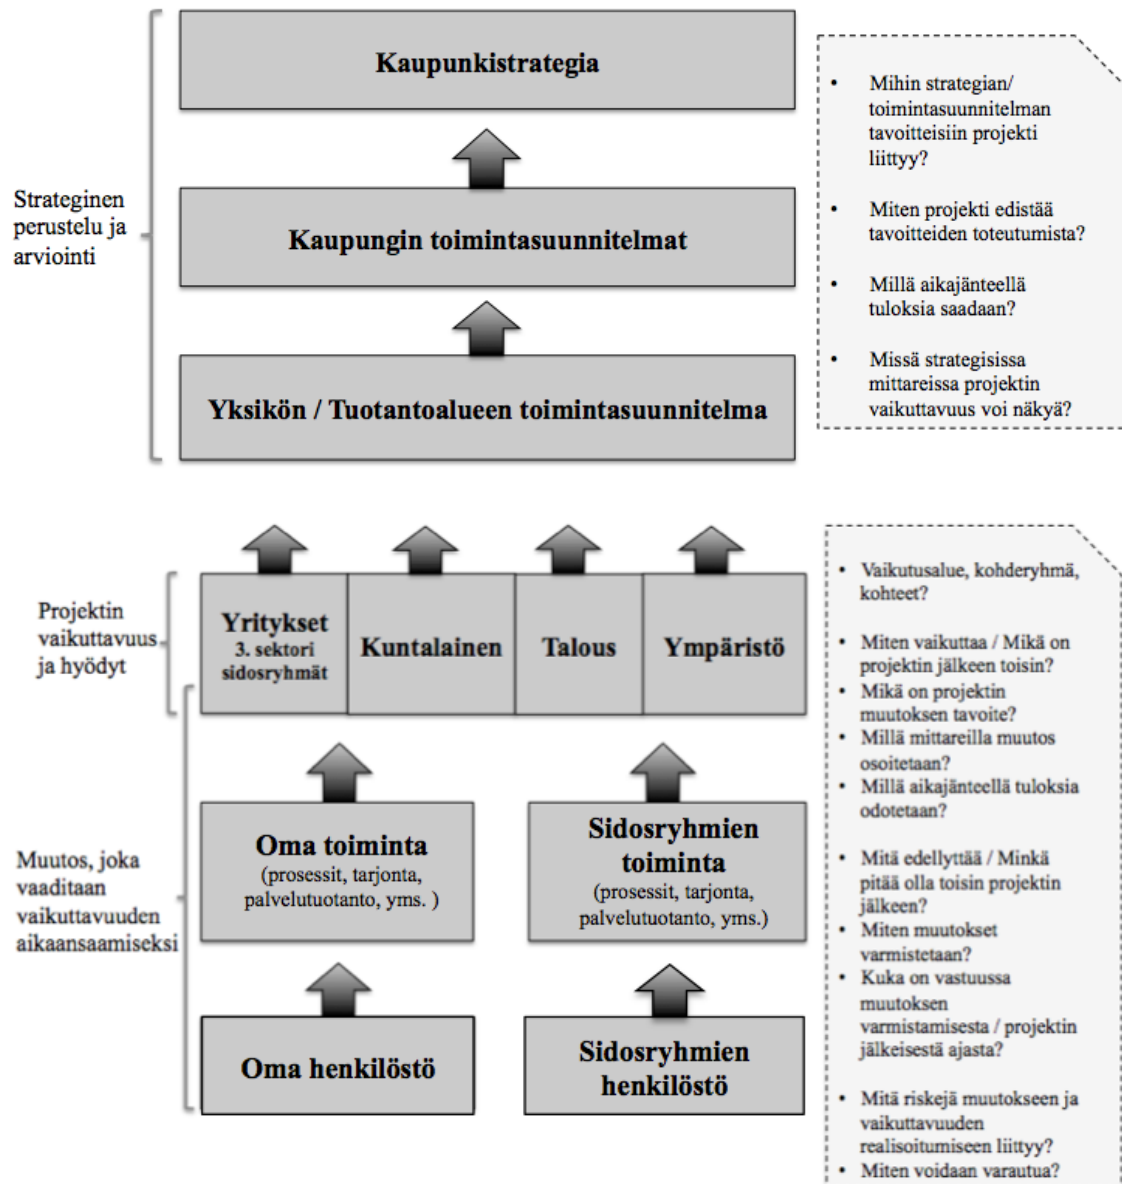 Kaupunkistrategia
Kaupungin toimintasuunnitelmat
Yksikön / Tuotantoalueen toimintasuunnitelma
Strateginen
perustelu ja
arviointi
• Mihin strategian/
toimintasuunnitelman
tavoitteisiin projekti
liittyy?
• Miten projekti edistää
tavoitteiden toteutumista?
• Millä aikajänteellä
tuloksia saadaan?
• Missä strategisissa
mittareissa projektin
vaikuttavuus voi näkyä?
Projektin
vaikuttavuus
ja hyödyt
Yritykset
3. sektori
sidosryhmät
Kuntalainen
Talous
Ympäristö
Muutos, joka
vaaditaan
vaikuttavuuden
aikaansaamiseksi
Oma toiminta
(prosessit, tarjonta,
palvelutuotanto, yms. )
Sidosryhmien
toiminta
(prosessit, tarjonta,
palvelutuotanto, yms.)
Oma henkilöstö
Sidosryhmien
henkilöstö
• Vaikutusalue, kohderyhmä,
kohteet?
• Miten vaikuttaa / Mikä on
projektin jälkeen toisin?
• Mikä on projektin
muutoksen tavoite?
• Millä mittareilla muutos
osoitetaan?
• Millä aikajänteellä tuloksia
odotetaan?
• Mitä edellyttää / Minkä
pitää olla toisin projektin
jälkeen?
• Miten muutokset
varmistetaan?
• Kuka on vastuussa
muutoksen
varmistamisesta / projektin
jälkeisestä ajasta?
• Mitä riskejä muutokseen ja
vaikuttavuuden
realisoitumiseen liittyy?
• Miten voidaan varautua?